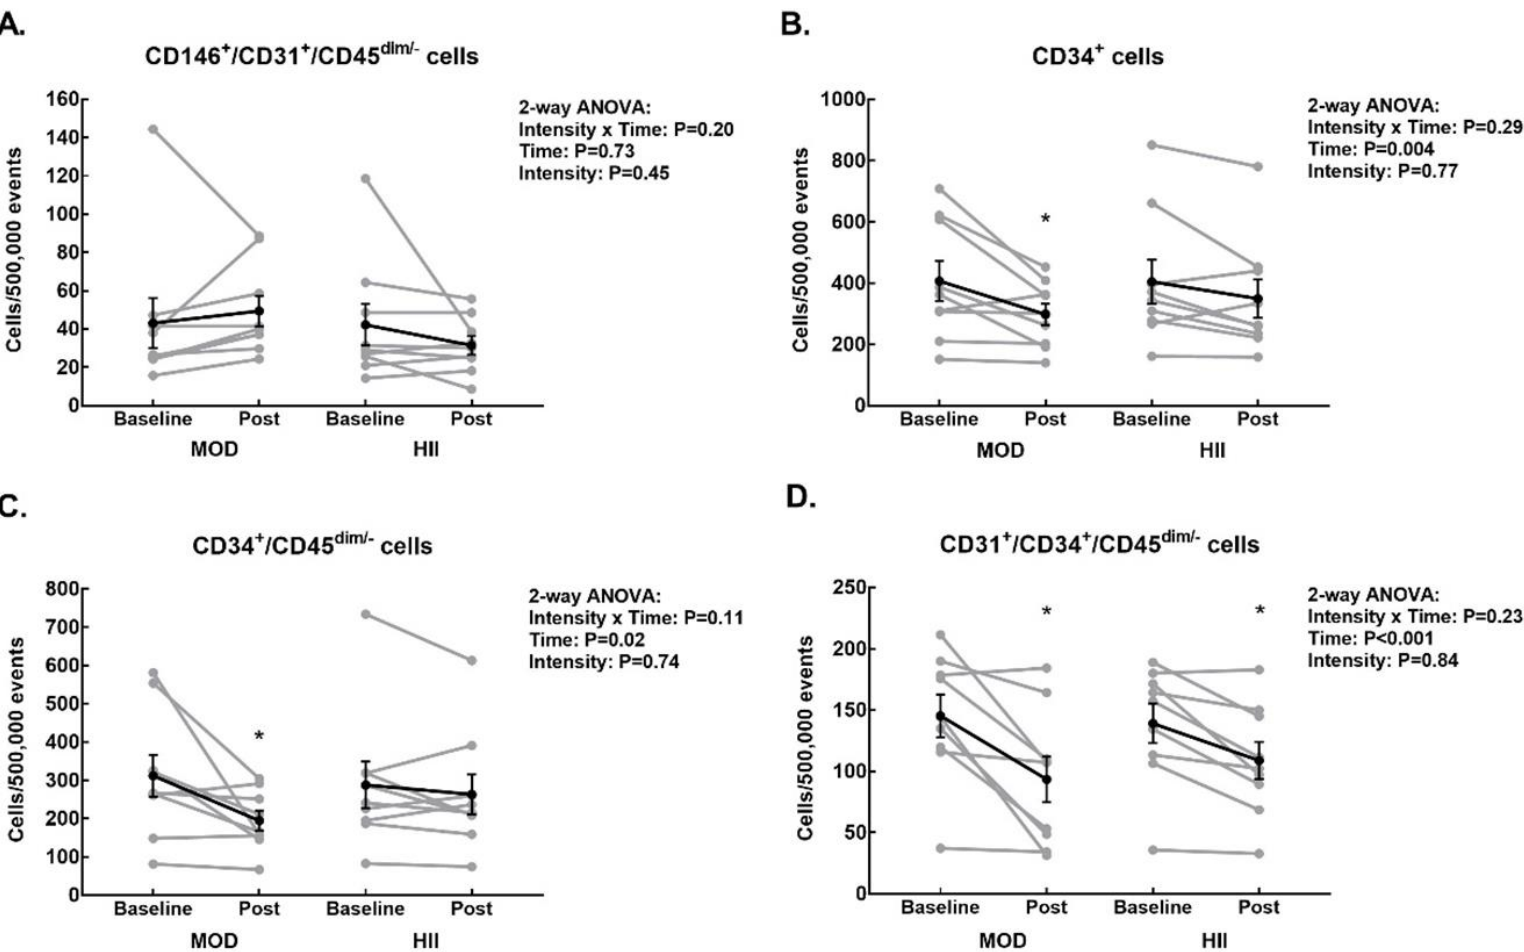 A.
CD146+/CD31+/CD45dim/- cells
160
140
120
100
80
60
40
20
0
Cells/500,000 events
2-way ANOVA:
Intensity x Time: P=0.20
Time: P=0.73
Intensity: P=0.45
Baseline Post Baseline Post
MOD HII
B.
CD34+ cells
1000
800
600
400
200
0
Cells/500,000 events
*
2-way ANOVA:
Intensity x Time: P=0.29
Time: P=0.004
Intensity: P=0.77
Baseline Post Baseline Post
MOD HII
C.
CD34+/CD45dim/- cells
800
700
600
500
400
300
200
100
0
Cells/500,000 events
*
2-way ANOVA:
Intensity x Time: P=0.11
Time: P=0.02
Intensity: P=0.74
Baseline Post Baseline Post
MOD HII
D.
CD31+/CD34+/CD45dim/- cells
250
200
150
100
50
0
Cells/500,000 events
* *
2-way ANOVA:
Intensity x Time: P=0.23
Time: P<0.001
Intensity: P=0.84
Baseline Post Baseline Post
MOD HII